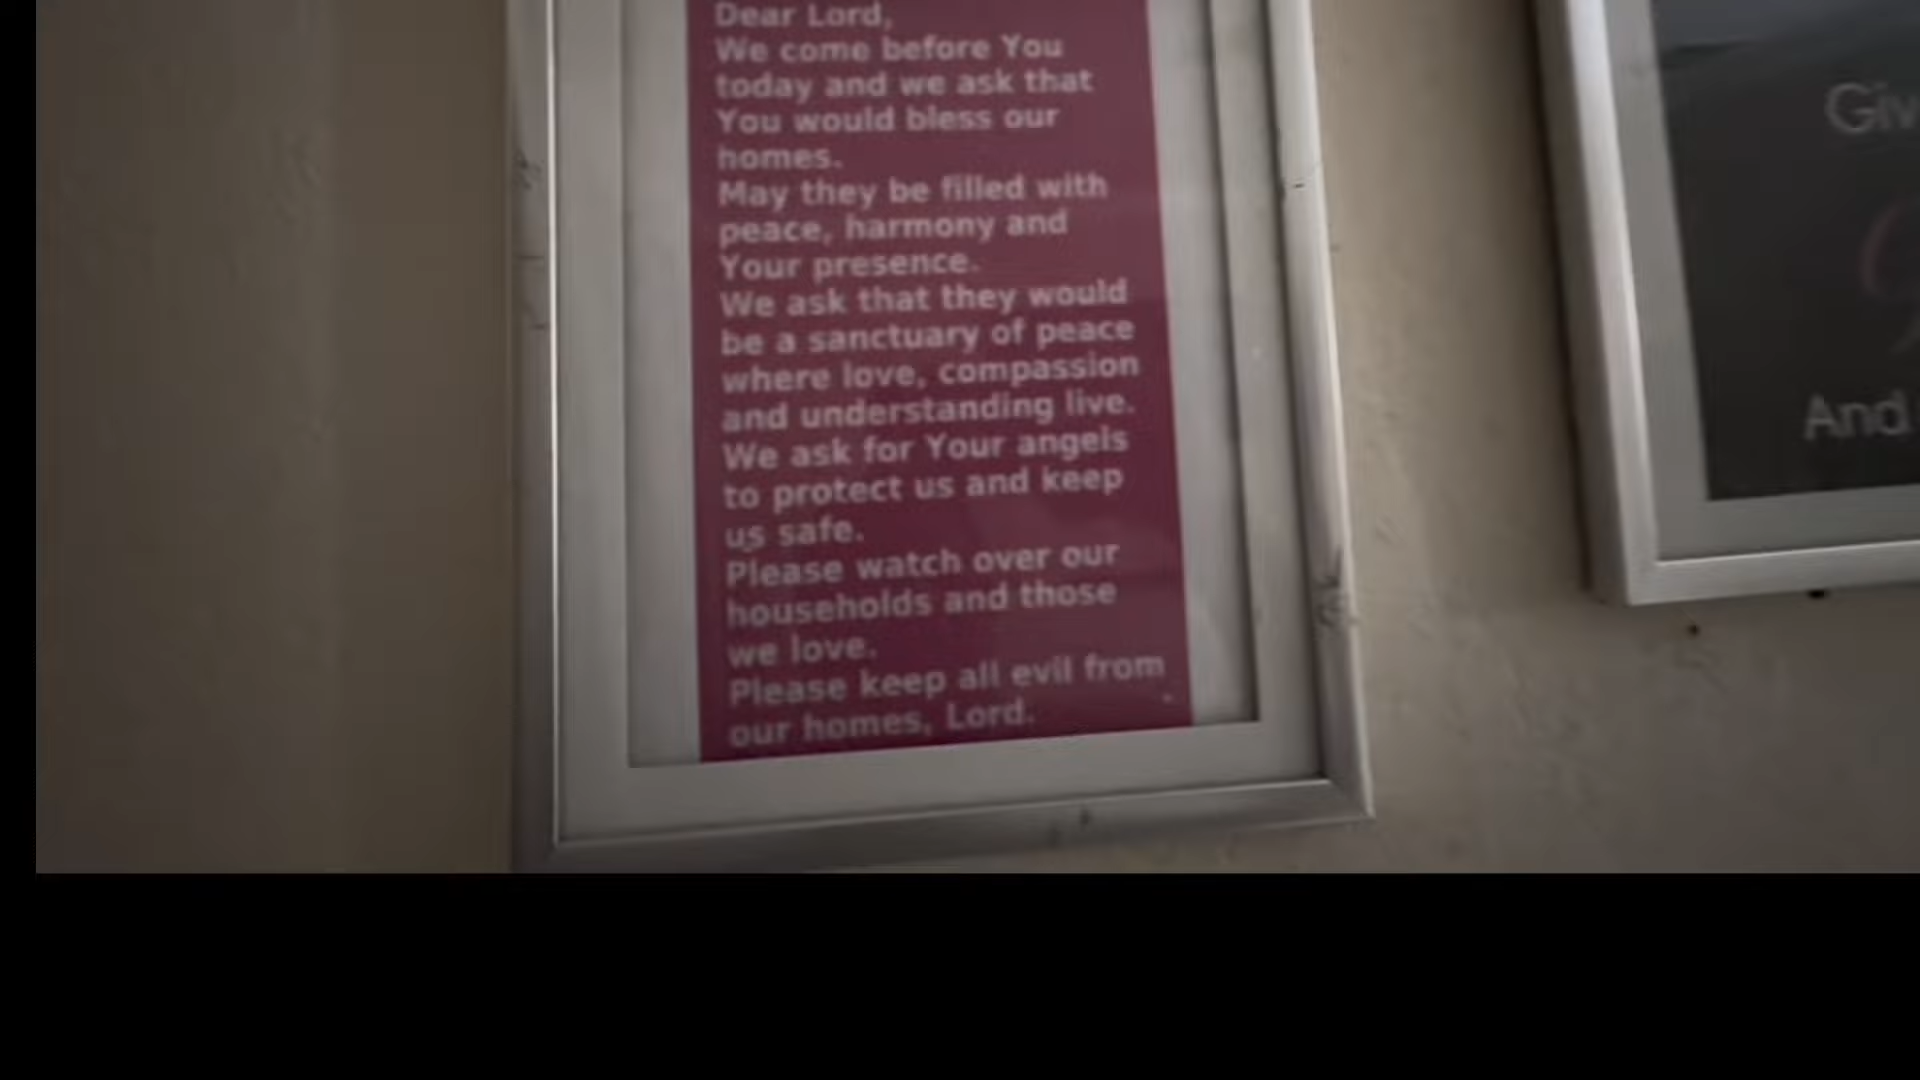 Dear Lord,
We come before You
today and we ask that
You would bless our
homes.
May they be filled with
peace, harmony and
Your presence.
We ask that they would
be a sanctuary of peace
where love, compassion
and understanding live.
We ask for Your angels
to protect us and keep
us safe.
Please watch over our
households and those
we love.
Please keep all evil from
our homes, Lord.
And